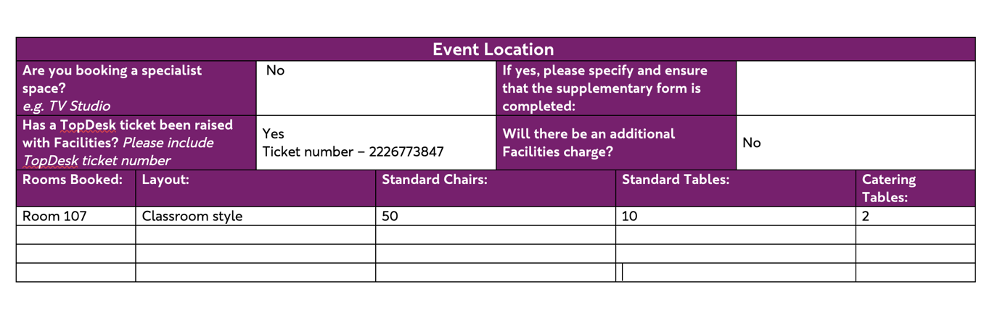 Event Location
Are you booking a specialist
space?
e.g. TV Studio
No
If yes, please specify and ensure
that the supplementary form is
completed:
Has a TopDesk ticket been raised
with Facilities? Please include
TopDesk ticket number
Yes
Ticket number – 2226773847
Will there be an additional
Facilities charge?
No
Rooms Booked:
Layout:
Standard Chairs:
Standard Tables:
Catering
Tables:
Room 107
Classroom style
50
10
2